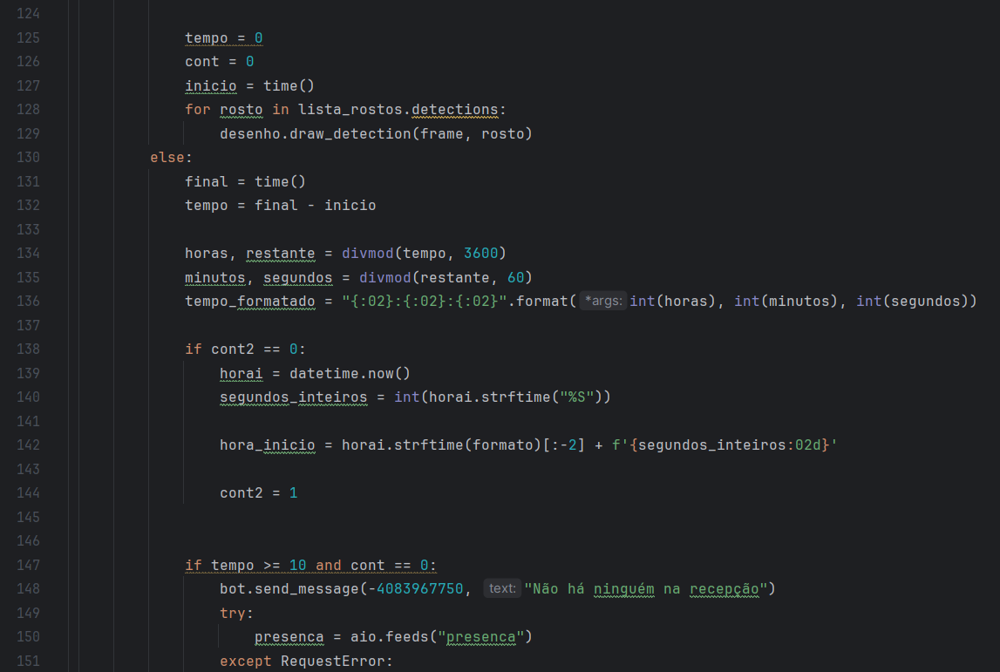 124
125 tempo = 0
126 cont = 0
127 inicio = time()
128 for rosto in lista_rostos.detections:
129 desenho.draw_detection(frame, rosto)
130 else:
131 final = time()
132 tempo = final - inicio
133
134 horas, restante = divmod(tempo, 3600)
135 minutos, segundos = divmod(restante, 60)
136 tempo_formatado = "{:02}:{:02}:{:02}".format( *args: int(horas), int(minutos), int(segundos))
137
138 if cont2 == 0:
139 horai = datetime.now()
140 segundos_inteiros = int(horai.strftime("%S"))
141
142 hora_inicio = horai.strftime(formato)[:-2] + f'{segundos_inteiros:02d}'
143
144 cont2 = 1
145
146
147 if tempo >= 10 and cont == 0:
148 bot.send_message(-4083967750, text: "Não há ninguém na recepção")
149 try:
150 presenca = aio.feeds("presenca")
151 except RequestError: